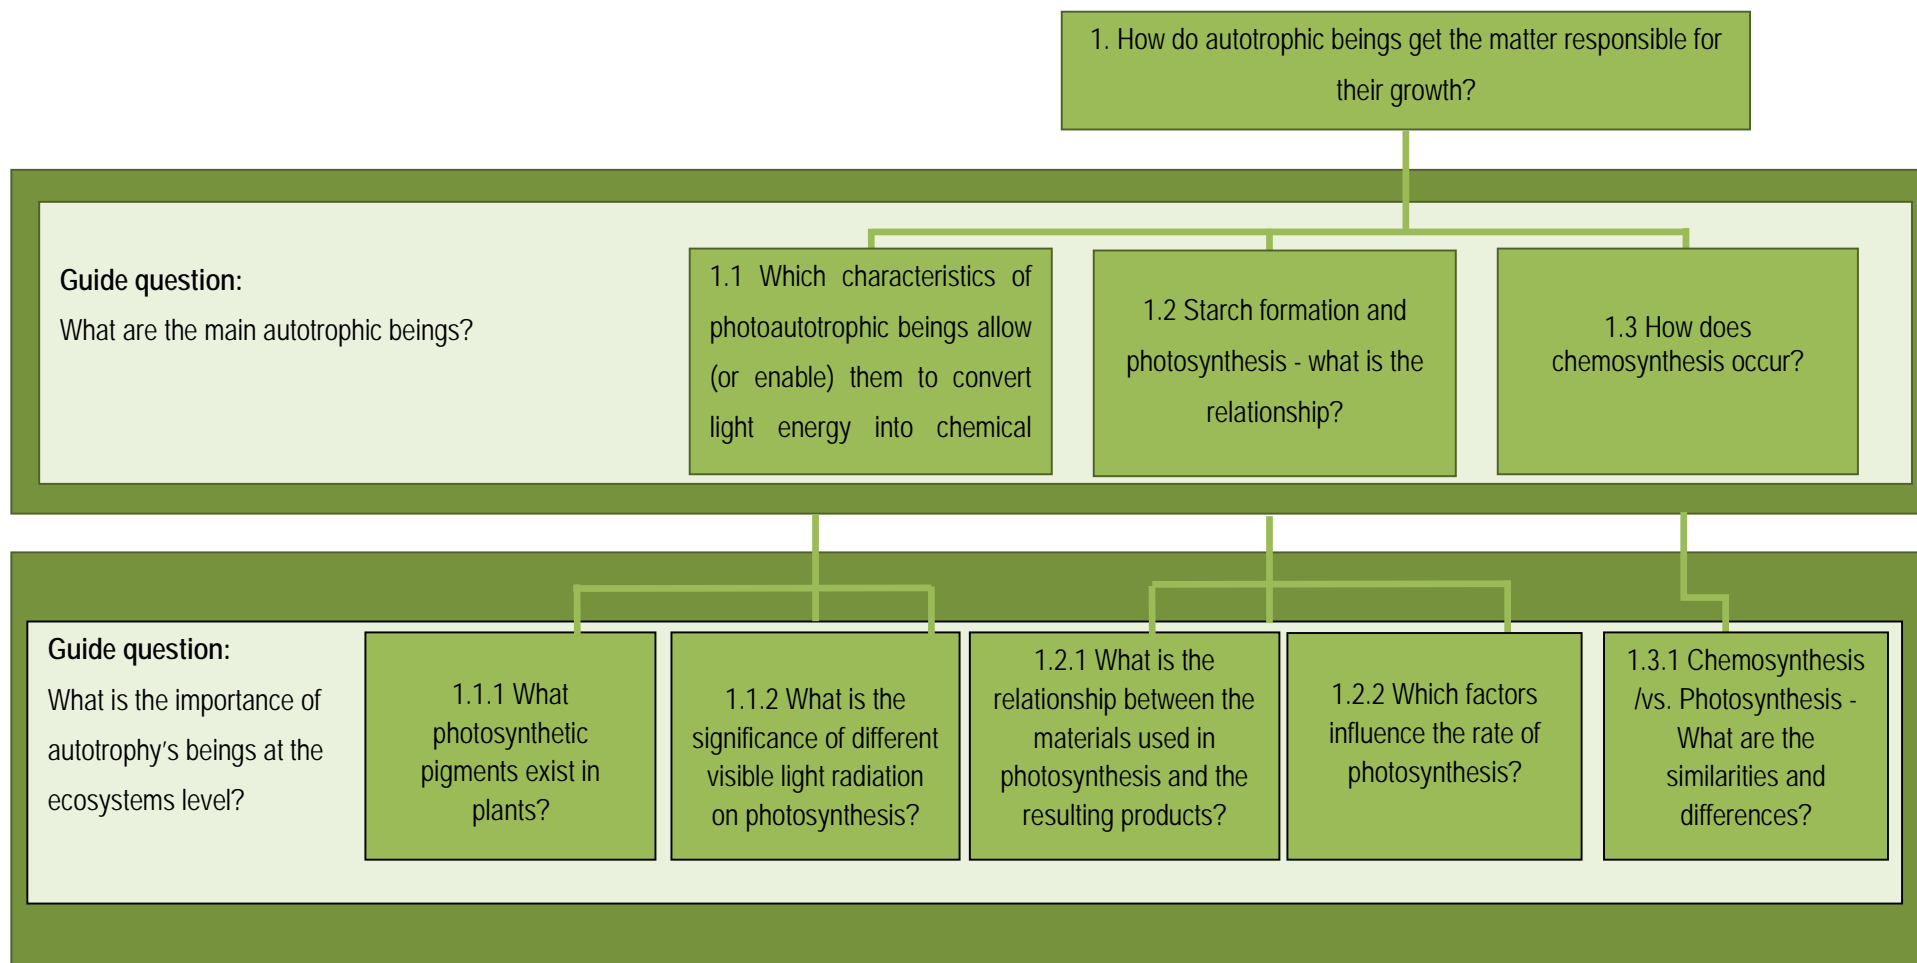 1. How do autotrophic beings get the matter responsible for
their growth?
Guide question:
What are the main autotrophic beings?
1.1 Which characteristics of
photoautotrophic beings allow
(or enable) them to convert
light energy into chemical
1.2 Starch formation and
photosynthesis - what is the
relationship?
1.3 How does
chemosynthesis occur?
Guide question:
What is the importance of
autotrophy's beings at the
ecosystems level?
1.1.1 What
photosynthetic
pigments exist in
plants?
1.1.2 What is the
significance of different
visible light radiation
on photosynthesis?
1.2.1 What is the
relationship between the
materials used in
photosynthesis and the
resulting products?
1.2.2 Which factors
influence the rate of
photosynthesis?
1.3.1 Chemosynthesis
/vs. Photosynthesis -
What are the
similarities and
differences?